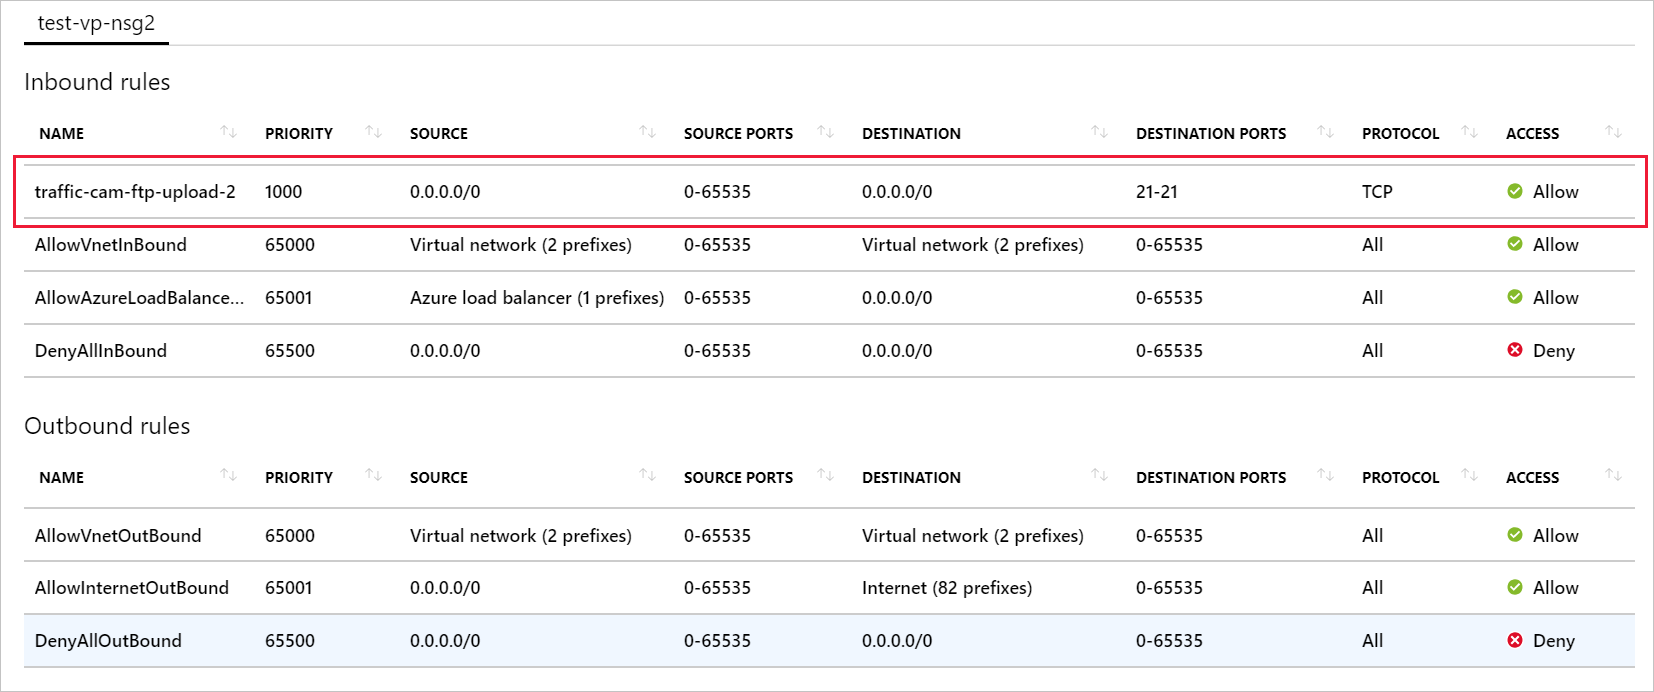 test-vp-nsg2
Inbound rules
NAME PRIORITY SOURCE SOURCE PORTS DESTINATION DESTINATION PORTS PROTOCOL ACCESS
traffic-cam-ftp-upload-2 1000 0.0.0.0/0 0-65535 0.0.0.0/0 21-21 TCP Allow
AllowVnetInBound 65000 Virtual network (2 prefixes) 0-65535 Virtual network (2 prefixes) 0-65535 All Allow
AllowAzureLoadBalance... 65001 Azure load balancer (1 prefixes) 0-65535 0.0.0.0/0 0-65535 All Allow
DenyAllInBound 65500 0.0.0.0/0 0-65535 0.0.0.0/0 0-65535 All Deny
Outbound rules
NAME PRIORITY SOURCE SOURCE PORTS DESTINATION DESTINATION PORTS PROTOCOL ACCESS
AllowVnetOutBound 65000 Virtual network (2 prefixes) 0-65535 Virtual network (2 prefixes) 0-65535 All Allow
AllowInternetOutBound 65001 0.0.0.0/0 0-65535 Internet (82 prefixes) 0-65535 All Allow
DenyAllOutBound 65500 0.0.0.0/0 0-65535 0.0.0.0/0 0-65535 All Deny